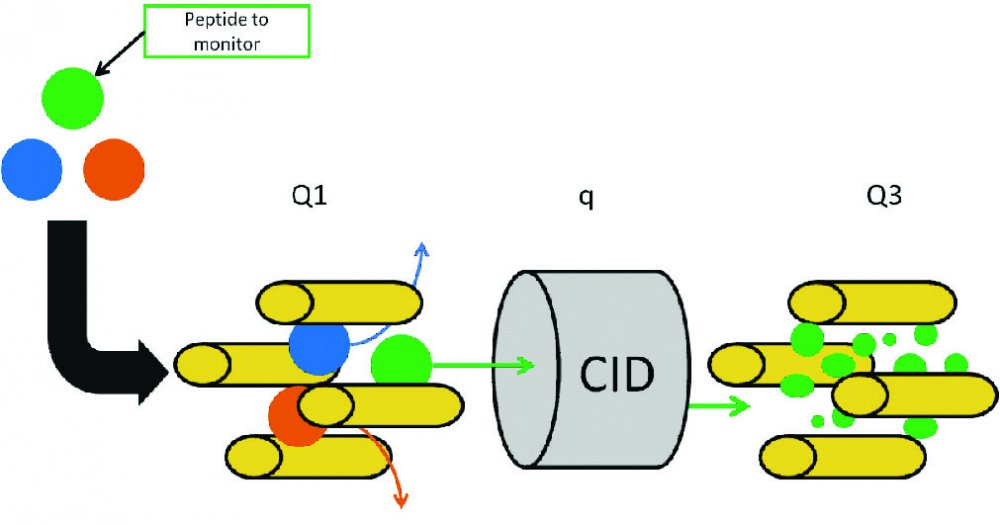 Peptide to
monitor
Q1
q
Q3
CID